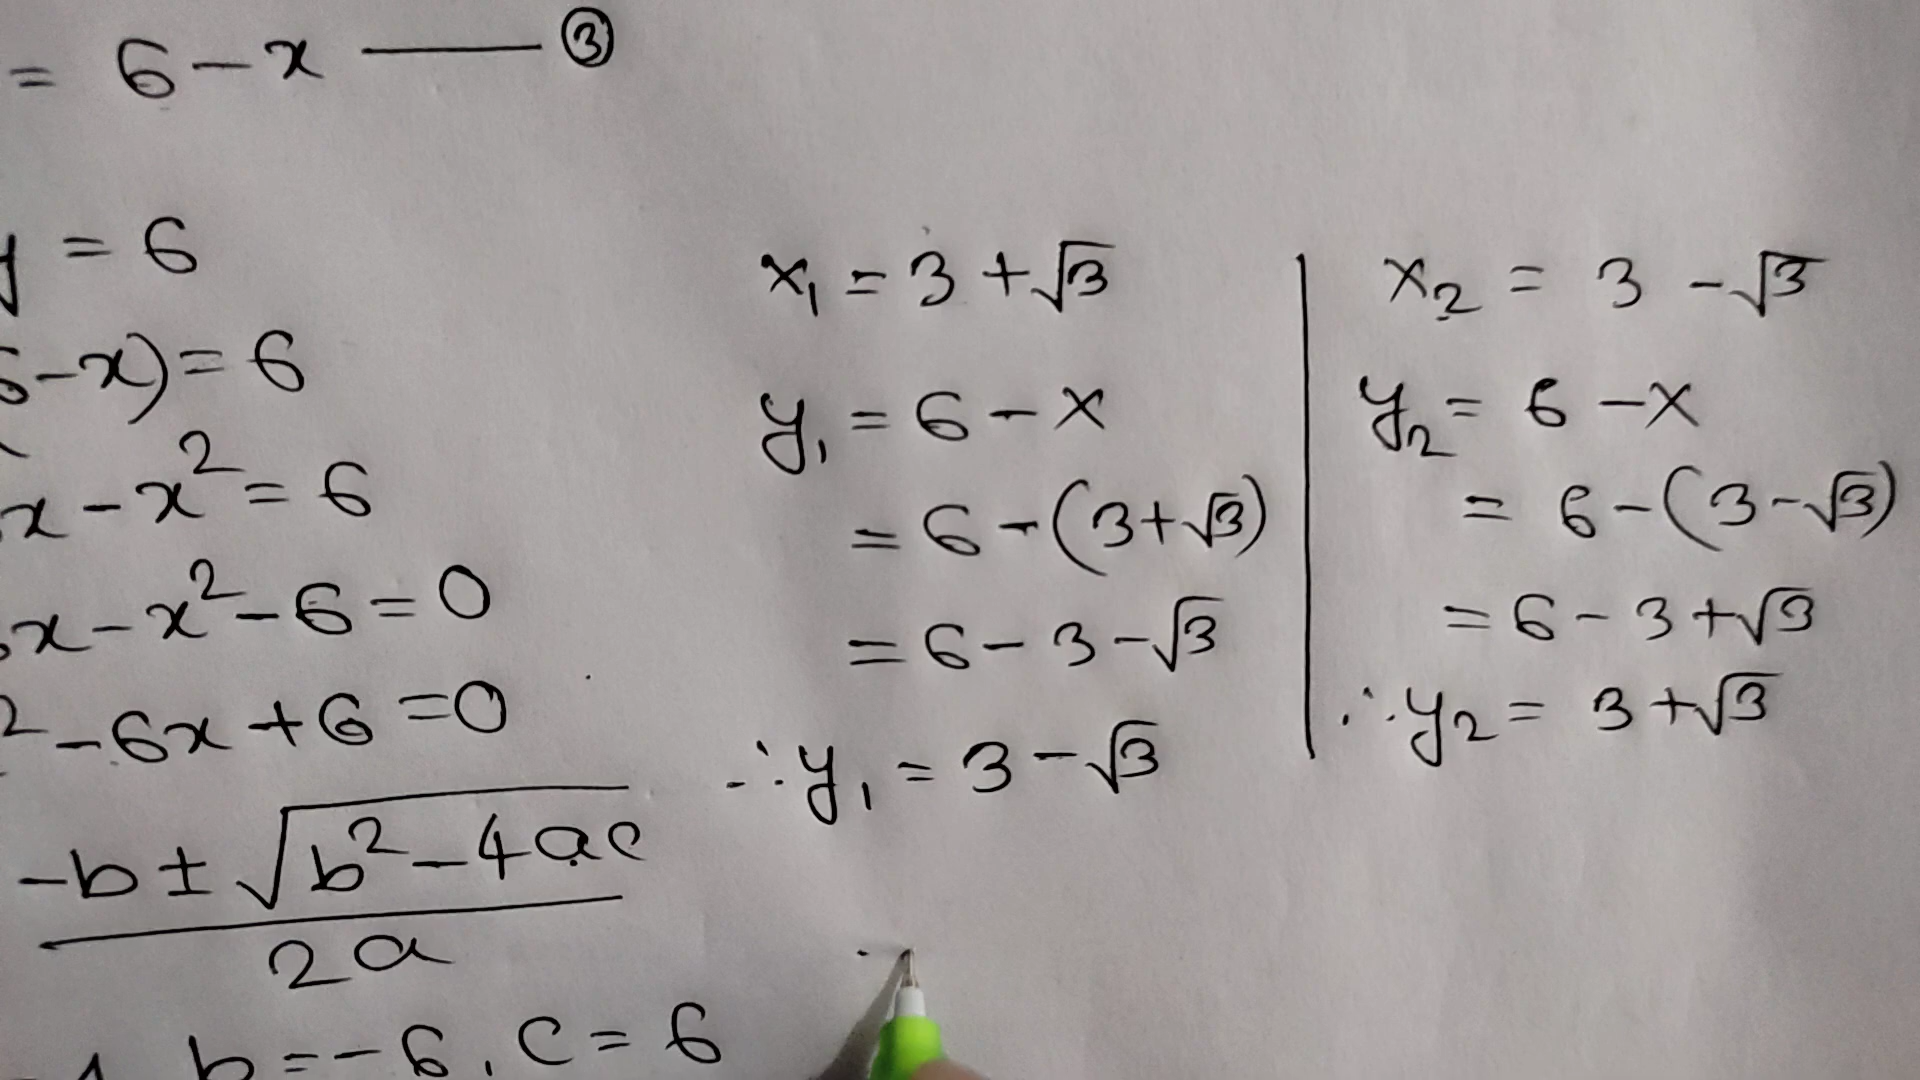 = 6 - x —— ③
y = 6
6 - x) = 6
x - x² = 6
x - x² - 6 = 0
² - 6x + 6 = 0
-b ± √(b² - 4ac)
2a
b = -6, c = 6
x₁ = 3 + √3
y₁ = 6 - x
= 6 - (3 + √3)
= 6 - 3 - √3
∴ y₁ = 3 - √3
x₂ = 3 - √3
y₂ = 6 - x
= 6 - (3 - √3)
= 6 - 3 + √3
∴ y₂ = 3 + √3